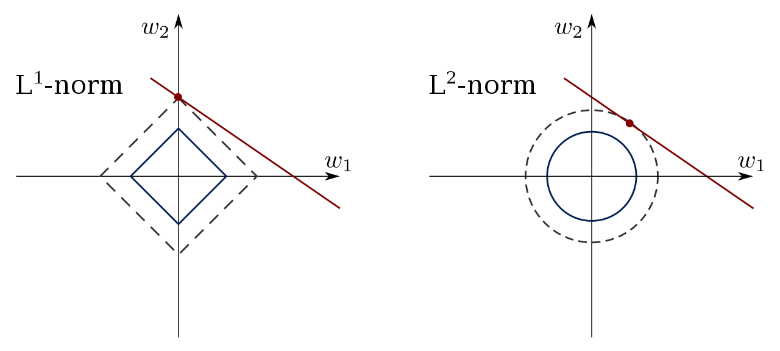 w₂
L¹-norm
w₁
w₂
L²-norm
w₁